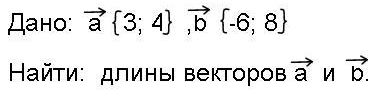 Дано: a⃗ {3; 4} , b⃗ {-6; 8}
Найти: длины векторов a⃗ и b⃗.